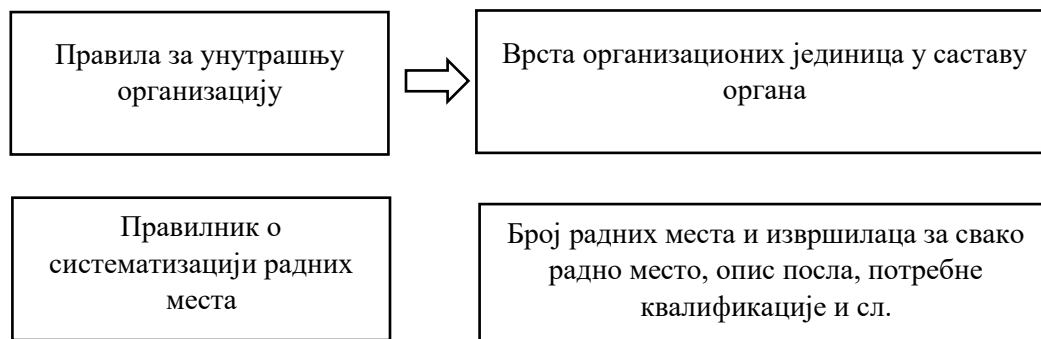 Правила за унутрашњу
организацију
Врста организационих јединица у саставу
органа
Правилник о
систематизацији радних
места
Број радних места и извршилаца за свако
радно место, опис посла, потребне
квалификације и сл.